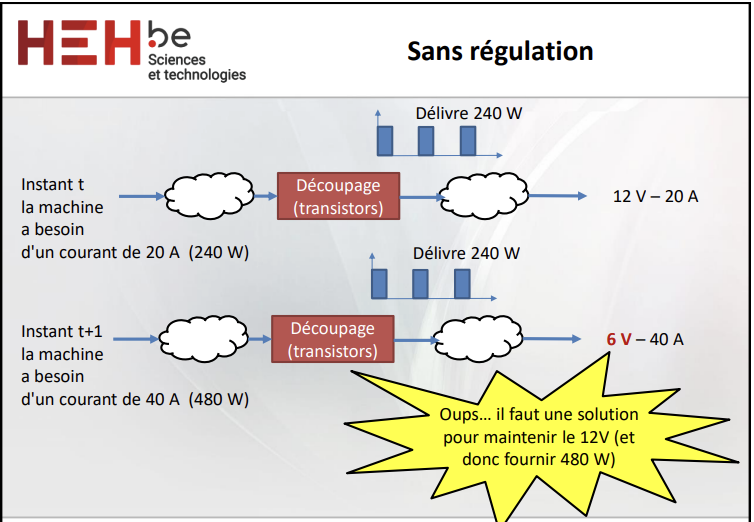 HEH.be
Sciences
et technologies
Sans régulation
Délivre 240 W
Instant t
la machine
a besoin
d'un courant de 20 A (240 W)
Découpage
(transistors)
12 V – 20 A
Délivre 240 W
Instant t+1
la machine
a besoin
d'un courant de 40 A (480 W)
Découpage
(transistors)
6 V – 40 A
Oups... il faut une solution
pour maintenir le 12V (et
donc fournir 480 W)